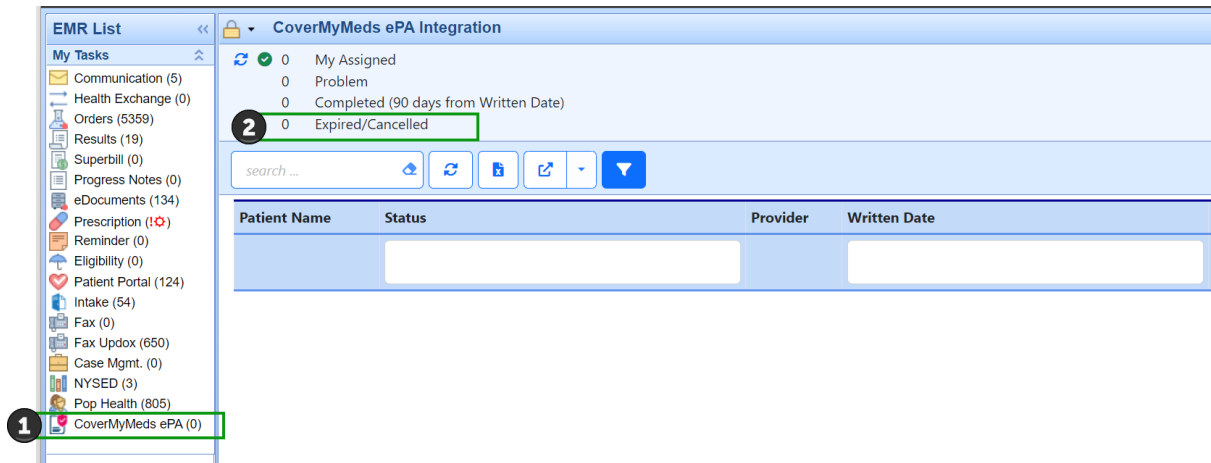 EMR List
My Tasks
Communication (5)
Health Exchange (0)
Orders (5359)
Results (19)
Superbill (0)
Progress Notes (0)
eDocuments (134)
Prescription (!)
Reminder (0)
Eligibility (0)
Patient Portal (124)
Intake (54)
Fax (0)
Fax Updox (650)
Case Mgmt. (0)
NYSED (3)
Pop Health (805)
1 CoverMyMeds ePA (0)
CoverMyMeds ePA Integration
0 My Assigned
0 Problem
0 Completed (90 days from Written Date)
2 0 Expired/Cancelled
search ...
Patient Name Status Provider Written Date